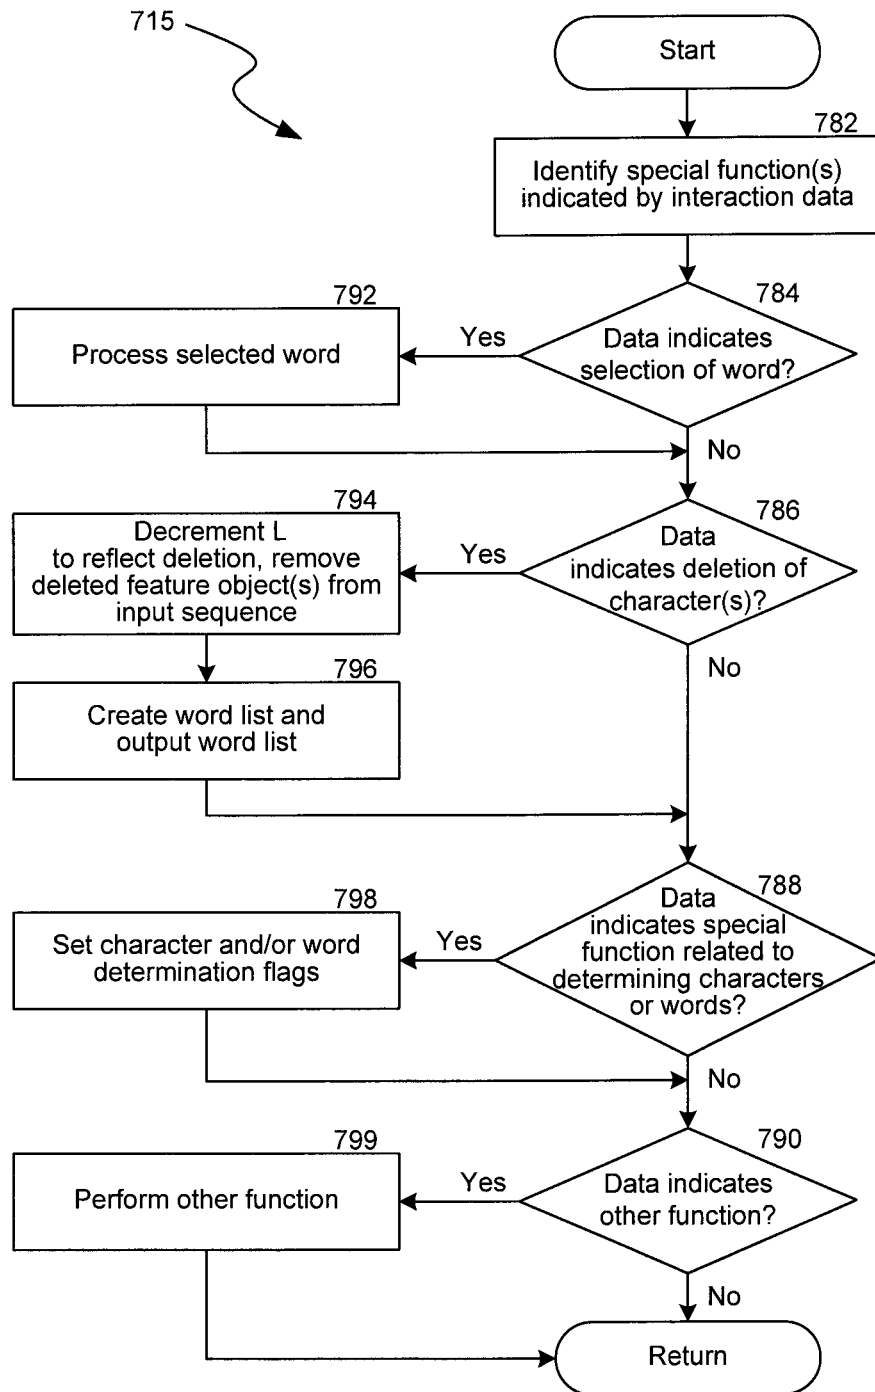 715
Start
782
Identify special function(s)
indicated by interaction data
784
Data indicates
selection of word?
Yes
792
Process selected word
No
786
Data
indicates deletion of
character(s)?
Yes
794
Decrement L
to reflect deletion, remove
deleted feature object(s) from
input sequence
No
796
Create word list and
output word list
788
Data
indicates special
function related to
determining characters
or words?
Yes
798
Set character and/or word
determination flags
No
790
Data indicates
other function?
Yes
799
Perform other function
No
Return